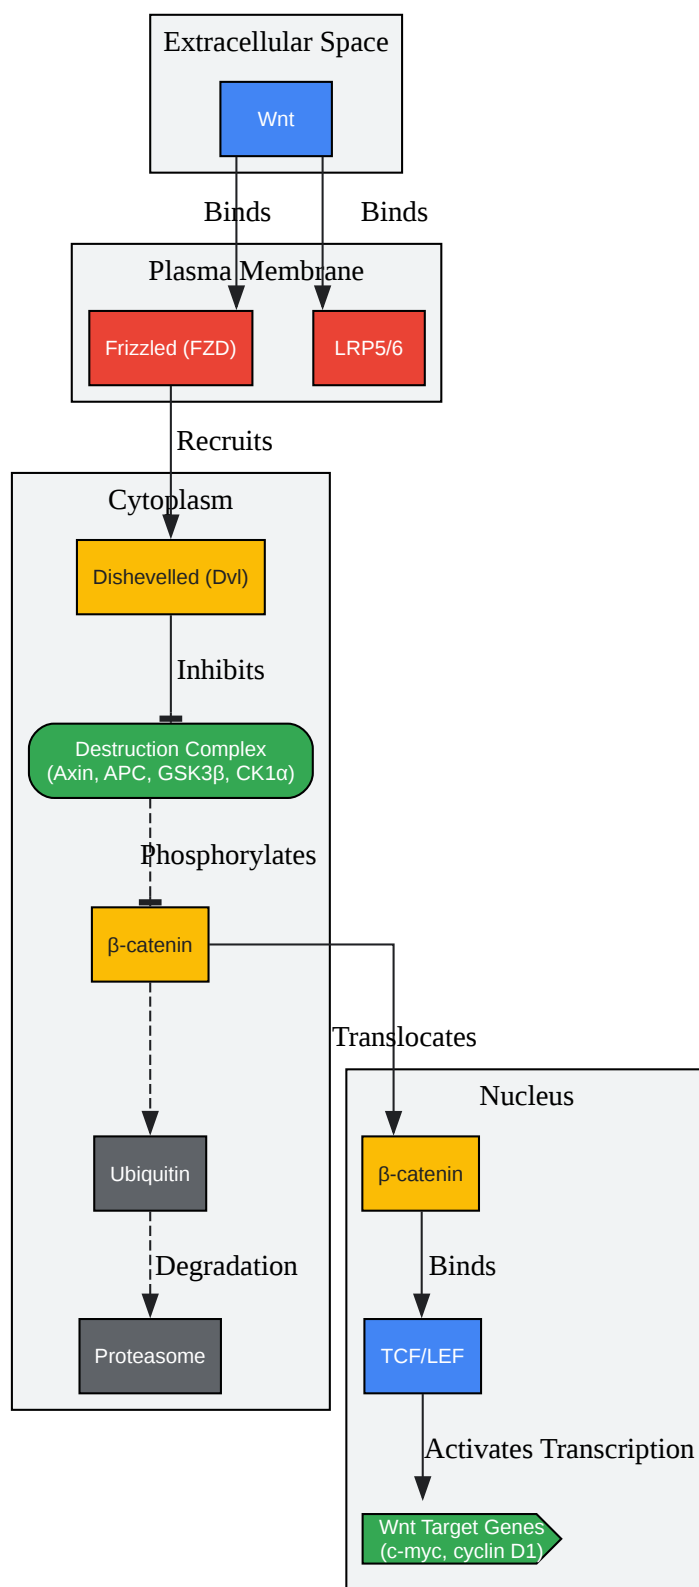 Extracellular Space
Wnt
Binds
Binds
Plasma Membrane
Frizzled (FZD)
LRP5/6
Recruits
Cytoplasm
Dishevelled (Dvl)
Inhibits
Destruction Complex
(Axin, APC, GSK3β, CK1α)
Phosphorylates
β-catenin
Translocates
Nucleus
Ubiquitin
β-catenin
Degradation
Binds
Proteasome
TCF/LEF
Activates Transcription
Wnt Target Genes
(c-myc, cyclin D1)